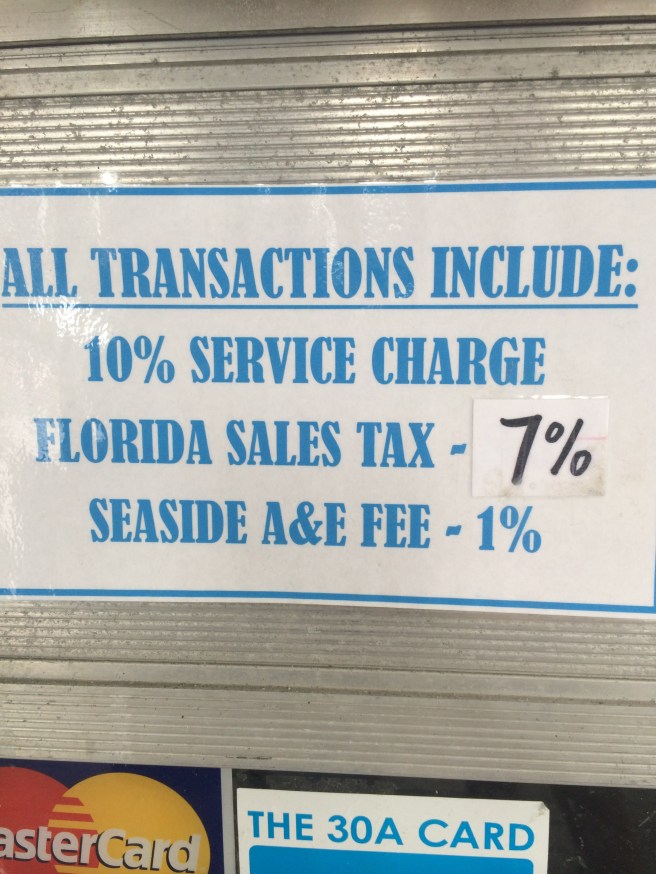 ALL TRANSACTIONS INCLUDE:
10% SERVICE CHARGE
FLORIDA SALES TAX - 7%
SEASIDE A&E FEE - 1%
asterCard
THE 30A CARD